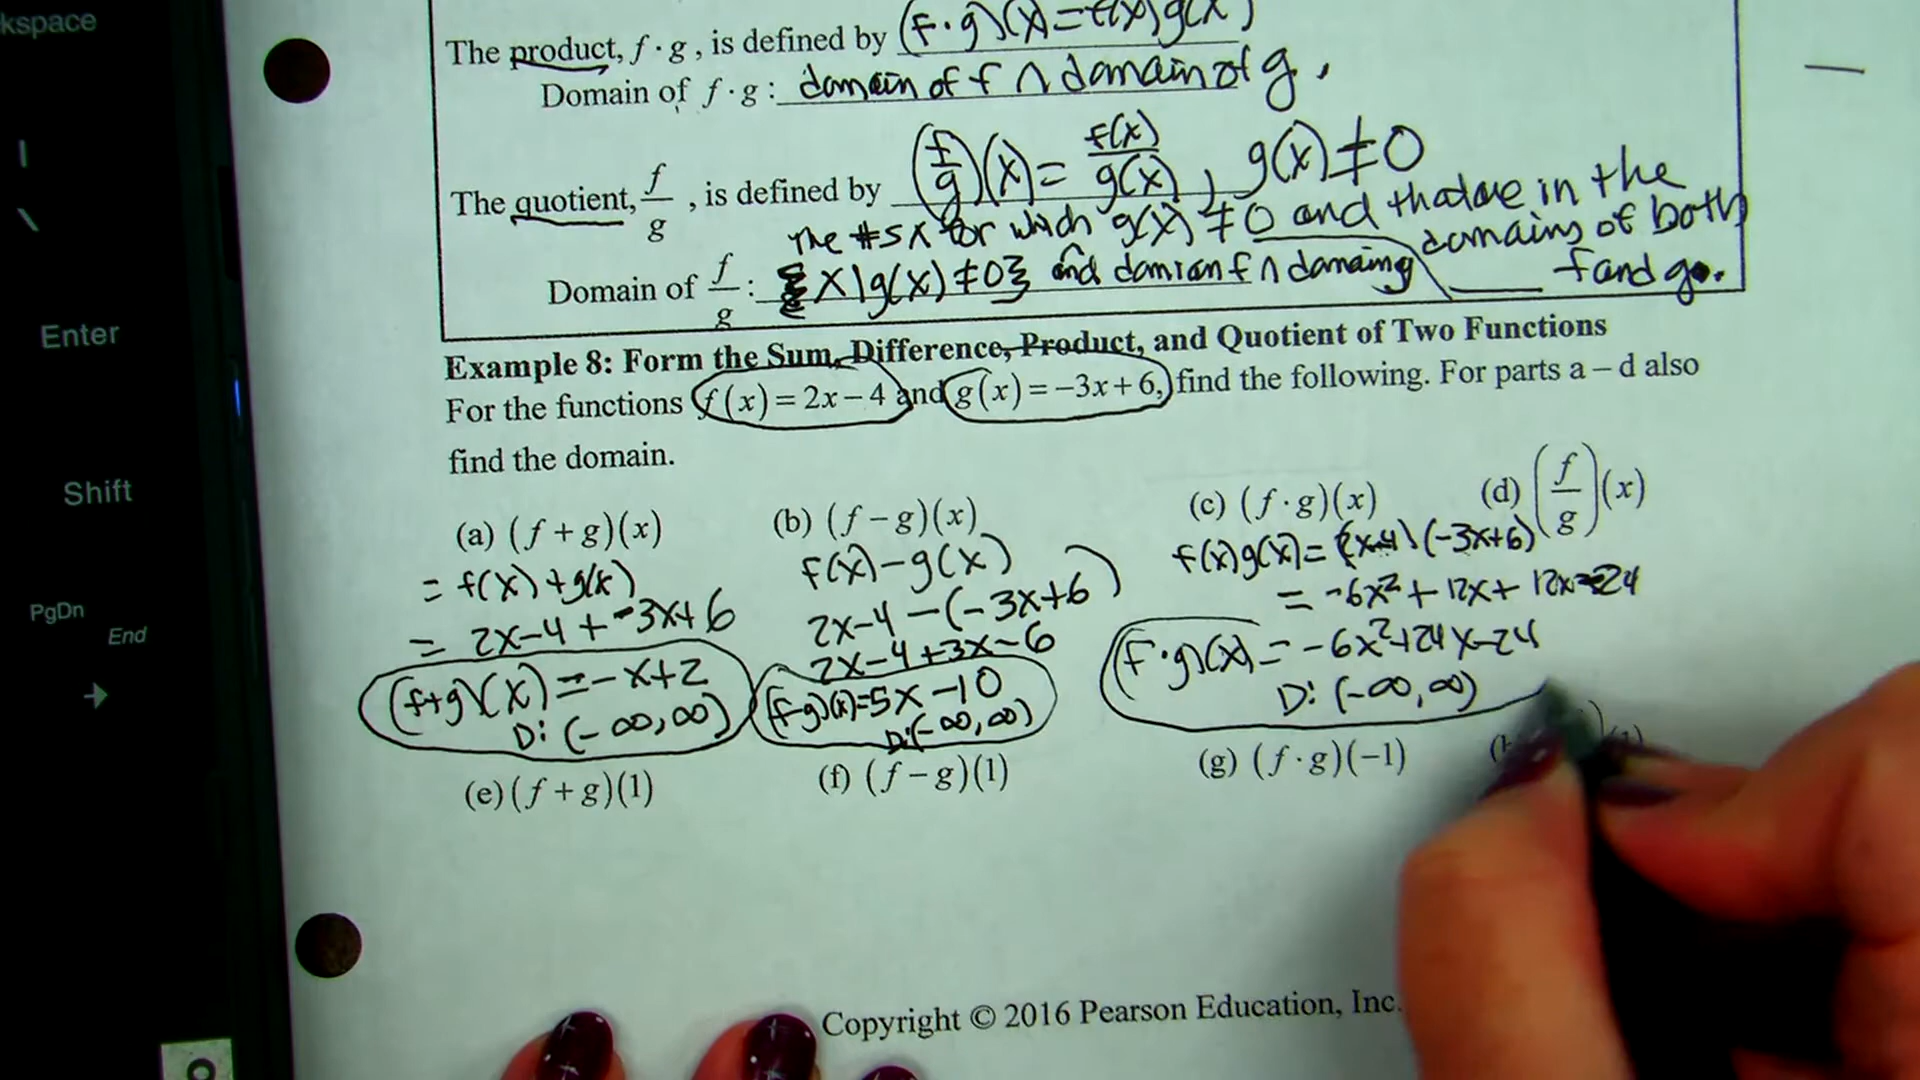 kspace
|
\
Enter
Shift
PgDn
End
The product, f · g, is defined by (f·g)(x)=f(x)g(x)
Domain of f · g: domain of f ∩ domain of g.
The quotient, f/g, is defined by (f/g)(x) = f(x)/g(x), g(x)≠0
the #s x for which g(x) ≠ 0 and that are in the domains of both f and g.
Domain of f/g: {x|g(x)≠0} and domian f ∩ domaing
Example 8: Form the Sum, Difference, Product, and Quotient of Two Functions
For the functions f(x) = 2x – 4 and g(x) = –3x + 6, find the following. For parts a – d also
find the domain.
(a) (f + g)(x) (b) (f – g)(x) (c) (f · g)(x) (d) (f/g)(x)
= f(x) + g(x)
= 2x-4 + -3x+6
(f+g)(x) = -x+2
D: (-∞,∞)
f(x) - g(x)
2x-4 -(-3x+6)
2x-4+3x-6
(f-g)(x)=5x-10
D:(-∞,∞)
f(x)g(x) = (2x-4)(-3x+6)
= -6x²+12x+12x-24
(f·g)(x) = -6x²+24x-24
D: (-∞,∞)
(e) (f + g)(1) (f) (f – g)(1) (g) (f · g)(–1)
Copyright © 2016 Pearson Education, Inc.